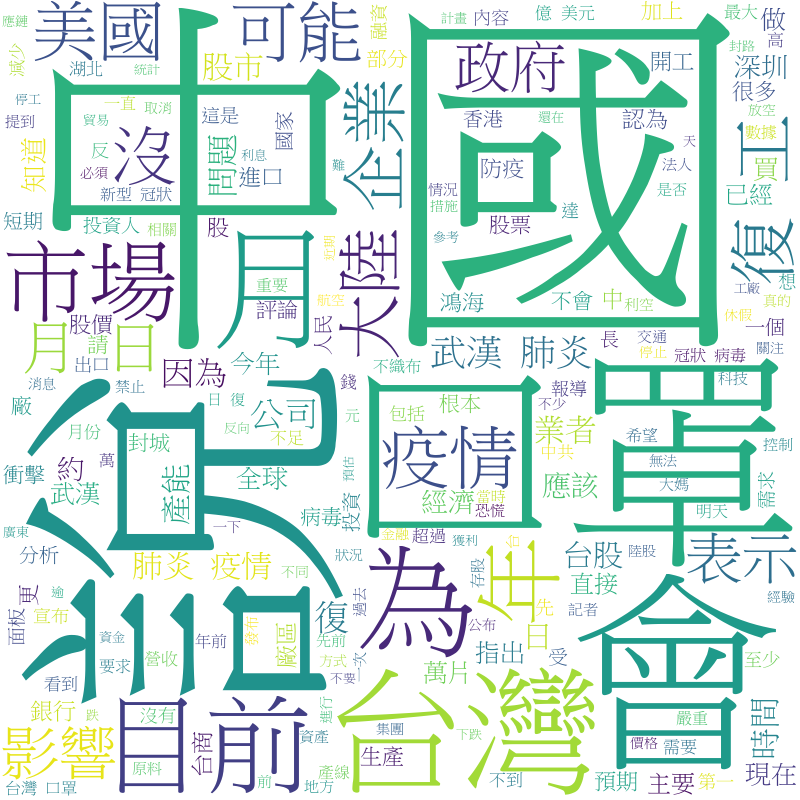 美國
可能
中國
沒
政府
口罩
武漢 肺炎
市場
月
月 日
大陸
企業
復工
疫情
公司
台灣
為
年
會
目前
影響
表示
台股
直接
因為
今年
評論
股價
股市
問題
進口
國家
這是
一直
取消
貿易
利息
難
反
必須
新型 冠狀
投資人
相關
股
短期
知道
提到
停工
統計
湖北
減少
應鏈
融資
部分
計畫
內容
億 美元
加上
最大
做
高
封路
開工
深圳
很多
放空
數據
買
還在
香港
認為
天
法人
防疫
情況
措施
是否
已經
股票
達
參考
想
工廠
真的
鴻海
不會
中
利空
休假
一個
長
交通
停止
冠狀 病毒
關注
科技
重要
近期
航空
人民
請
出口
不織布
消息
禁止
錢
日 復
元
廠
月份
封城
反向
不足
包括
根本
報導
不少
業者
中共
希望
無法
控制
大媽
需求
明天
應該
衝擊
約
萬
產能
全球
預估
經濟
當時
恐慌
武漢
病毒
投資
金融
超過
獲利
台
陸股
廣東
分析
一下
肺炎 疫情
狀況
不同
存股
過去
公布
先
記者
經驗
面板
更
宣布
逾
資金
年前
發布
廠區
復
先前
日
指出
受
至少
要求
營收
方式
一次
萬片
看到
不要
進行
銀行
跌
沒有
資產
集團
下跌
嚴重
時間
價格
需要
原料
台商
前
產線
生產
地方
不到
預期
主要
第一
現在
台灣 口罩